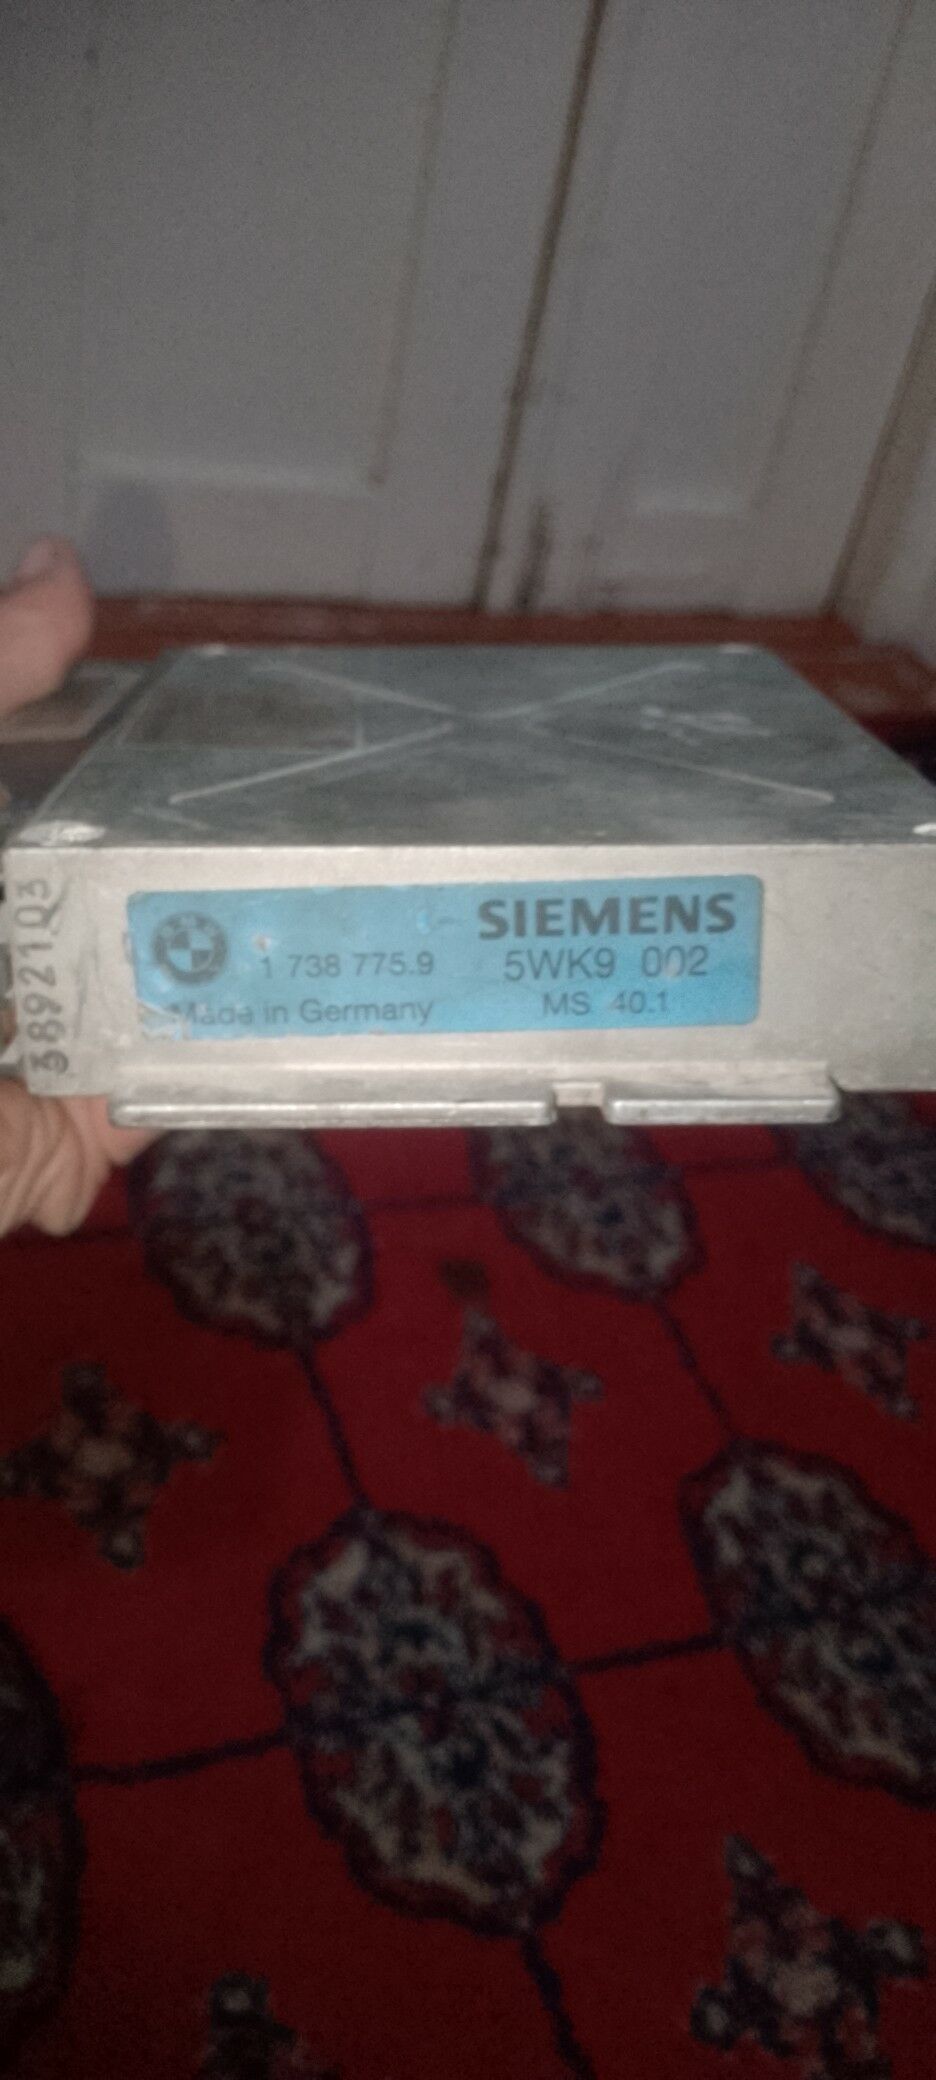 SIEMENS
1 738 775.9 5WK9 002
Made in Germany MS 40.1
3892103